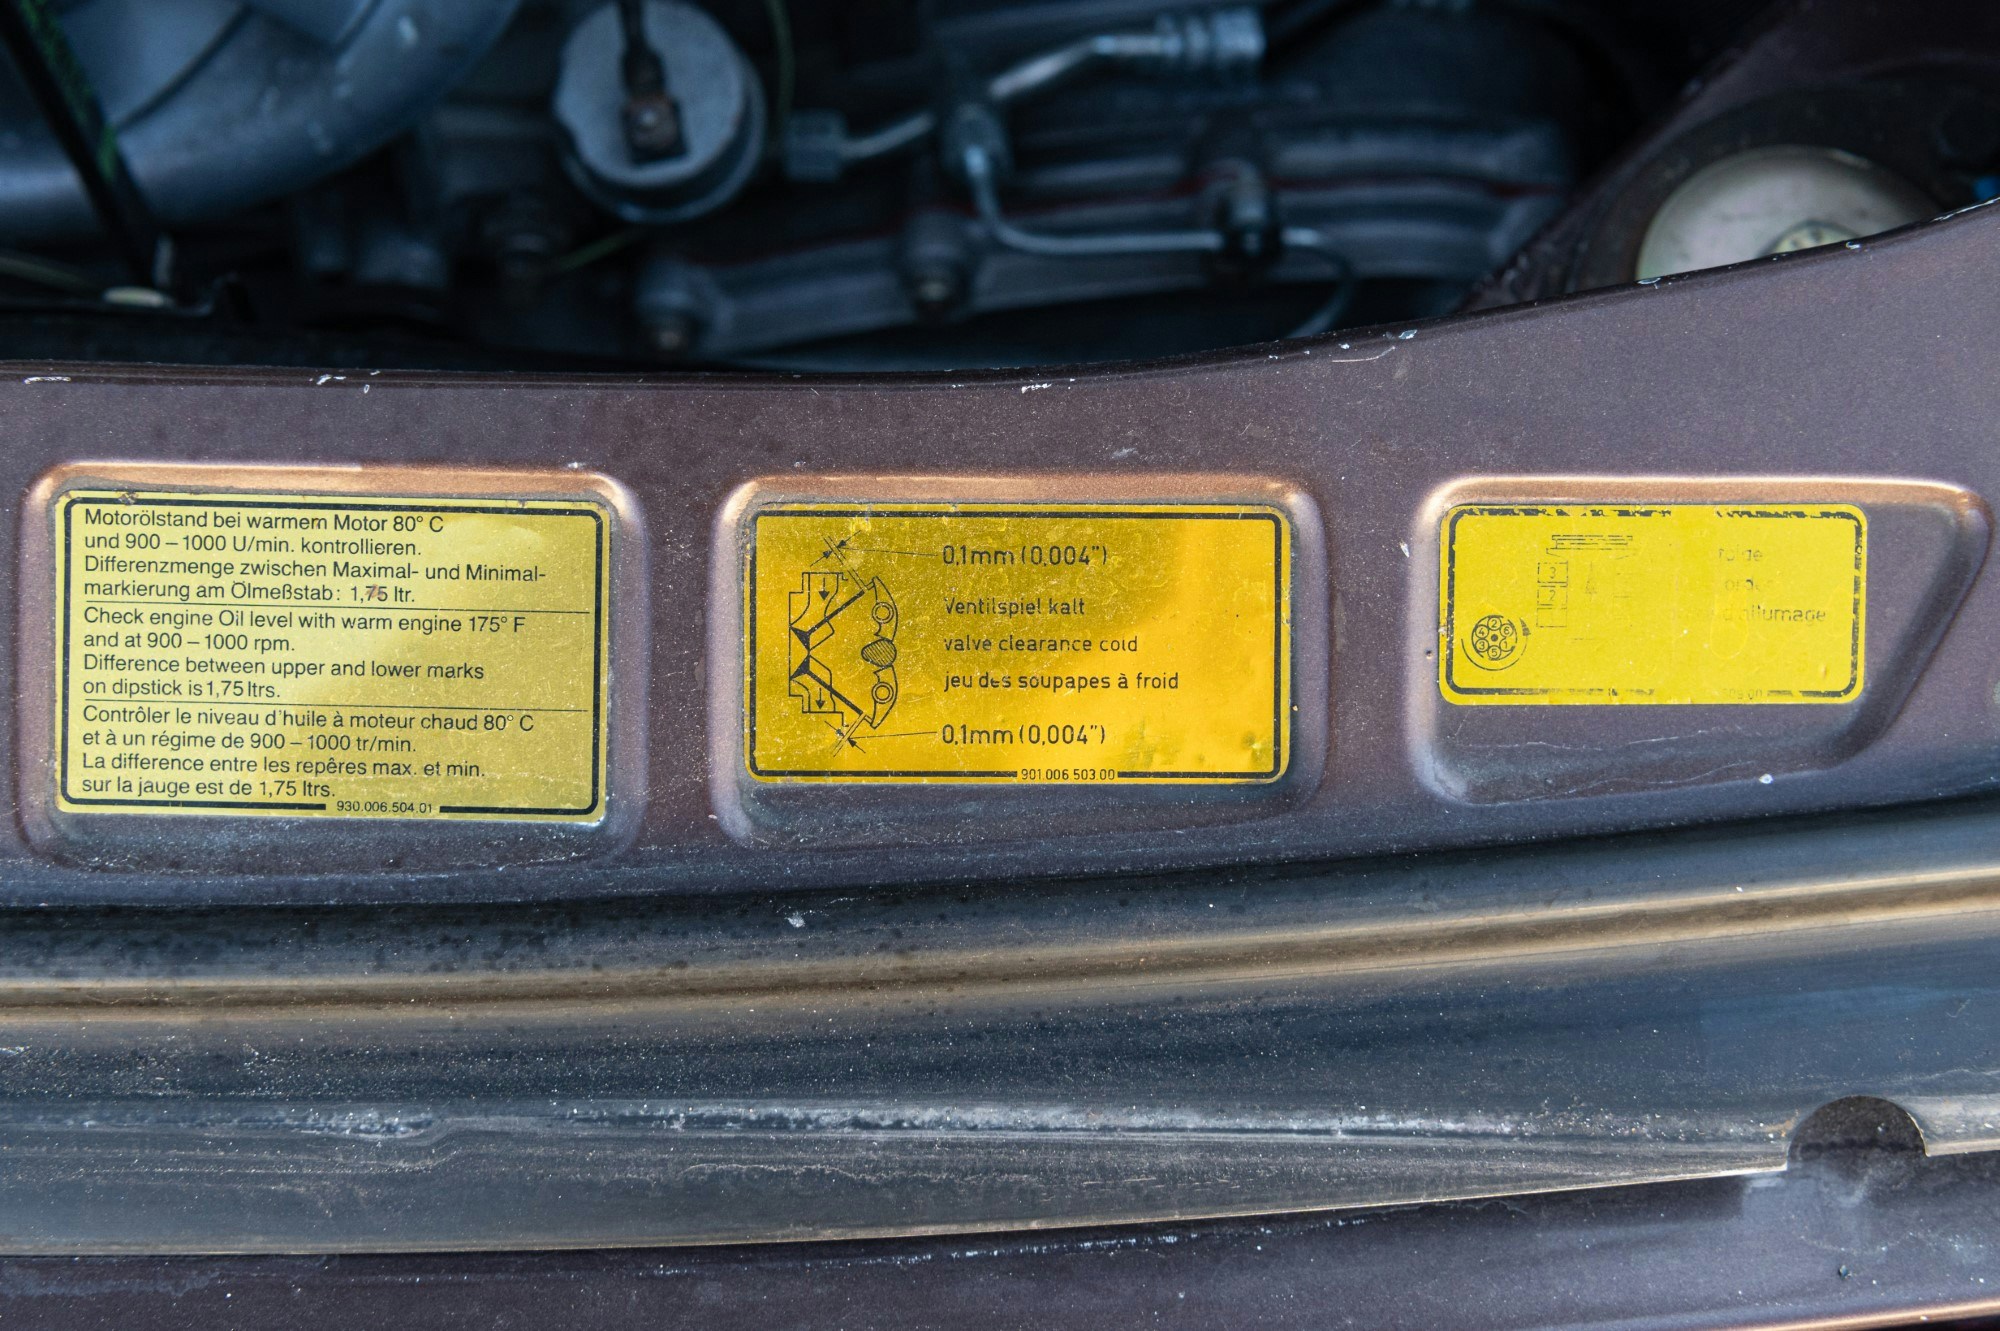 Motorölstand bei warmem Motor 80° C
und 900 – 1000 U/min. kontrollieren.
Differenzmenge zwischen Maximal- und Minimal-
markierung am Ölmeßstab: 1,75 ltr.
Check engine Oil level with warm engine 175° F
and at 900 – 1000 rpm.
Difference between upper and lower marks
on dipstick is 1,75 ltrs.
Contrôler le niveau d'huile à moteur chaud 80° C
et à un régime de 900 – 1000 tr/min.
La différence entre les repêres max. et min.
sur la jauge est de 1,75 ltrs.
930.006.504.01
0,1mm (0,004")
Ventilspiel kalt
valve clearance cold
jeu des soupapes à froid
0,1mm (0,004")
901.006 503.00
d'allumage